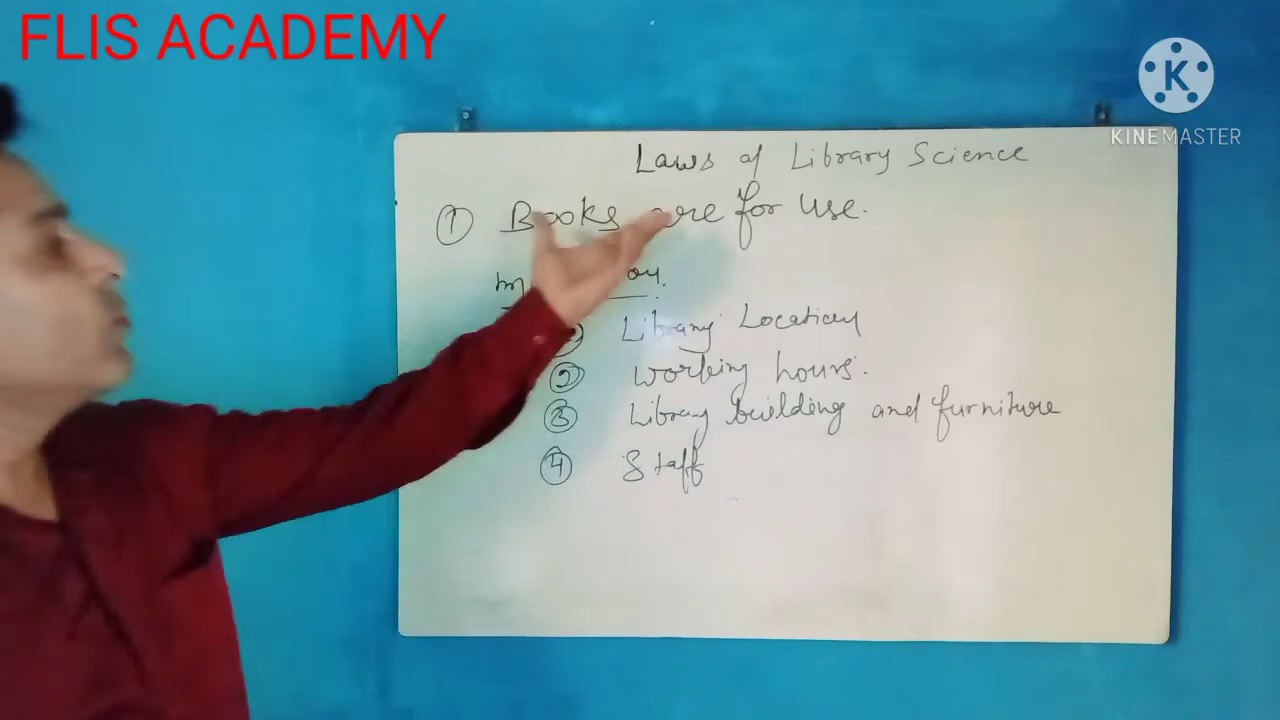 FLIS ACADEMY
K
KINEMASTER
Laws of Library Science
① Books are for use.
Library Location
② Working hours.
③ Library building and furniture
④ Staff